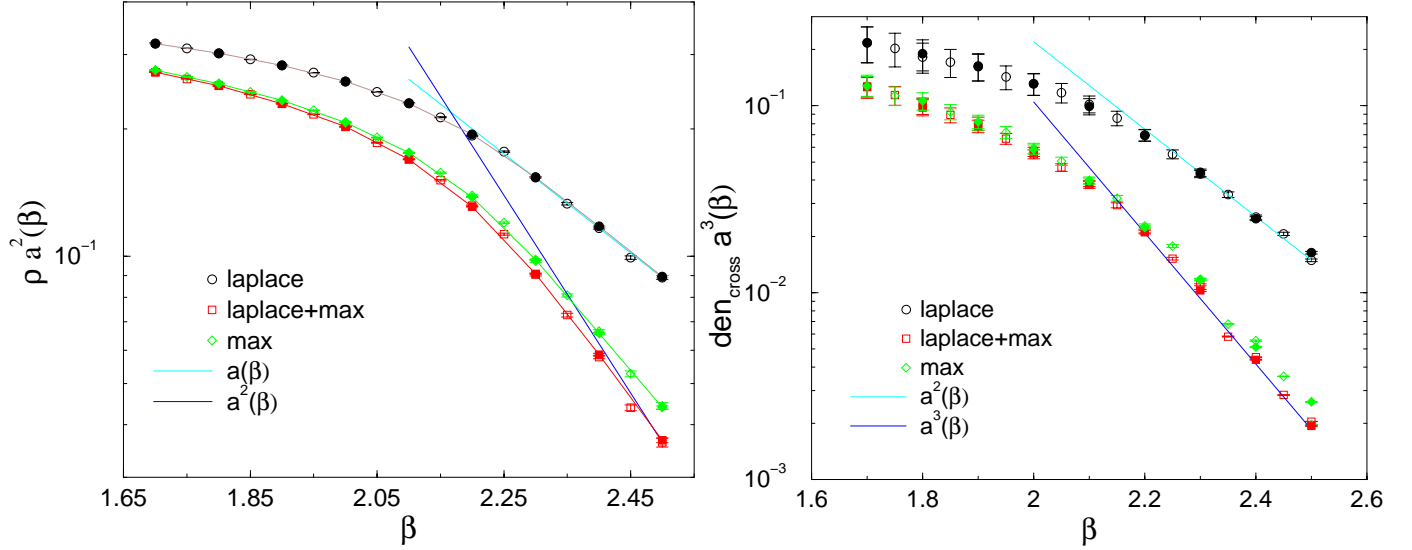 ρ a²(β)
10⁻¹
laplace
laplace+max
max
a(β)
a²(β)
1.65 1.85 2.05 2.25 2.45
β
den_cross a³(β)
10⁻¹
10⁻²
10⁻³
laplace
laplace+max
max
a²(β)
a³(β)
1.6 1.8 2 2.2 2.4 2.6
β